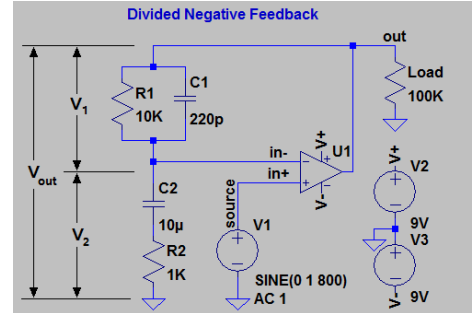 Divided Negative Feedback
out
C1
R1
10K
220p
Load
100K
V1
Vout
V2
in-
in+
U1
V+
V-
source
C2
10µ
R2
1K
V1
SINE(0 1 800)
AC 1
V+
V2
9V
V3
9V
V-